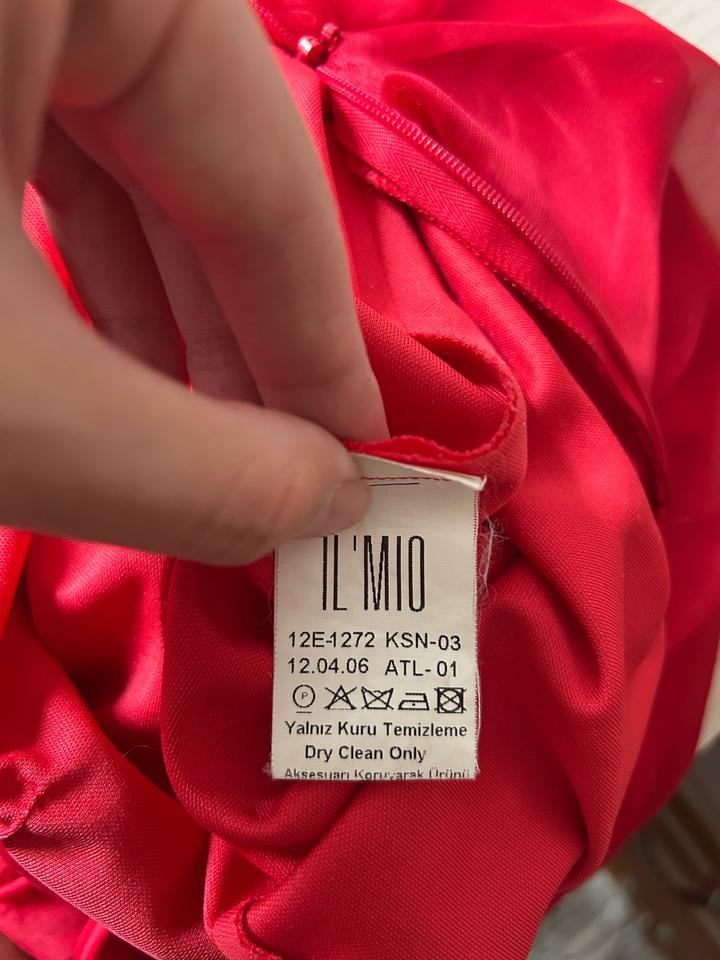 IL'MIO
12E-1272 KSN-03
12.04.06 ATL-01
P
Yalnız Kuru Temizleme
Dry Clean Only
Aksesuarı Koruyarak Ürünü